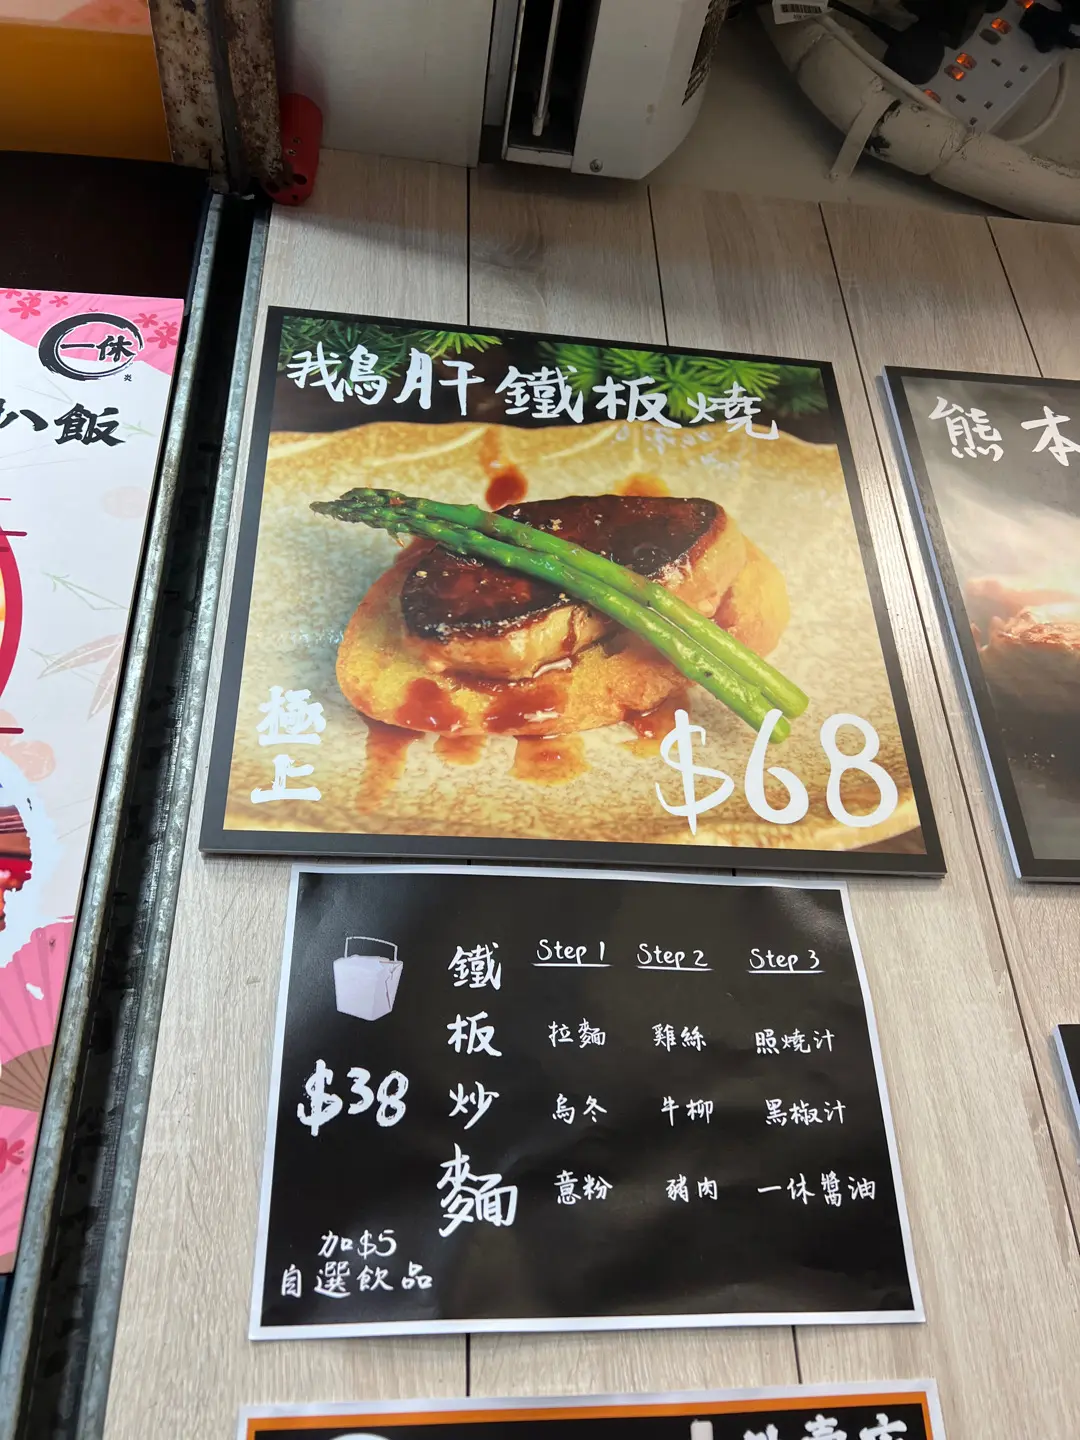 一休
炎
扒飯
鵝肝鐵板燒
極上
$68
熊本
鐵板炒麵
$38
加$5
自選飲品
Step 1 Step 2 Step 3
拉麵 雞絲 照燒汁
烏冬 牛柳 黑椒汁
意粉 豬肉 一休醬油